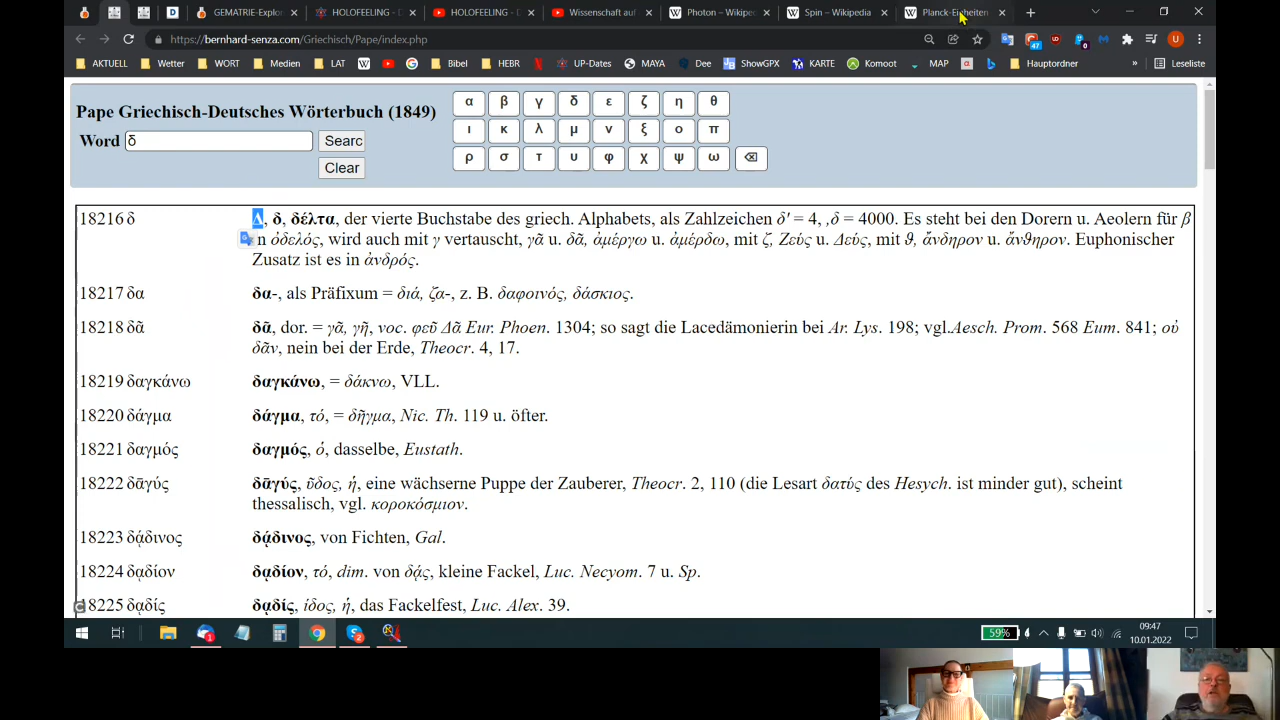 GEMATRIE-Explor
HOLOFEELING - D
HOLOFEELING - D
Wissenschaft auf
Photon – Wikipe
Spin – Wikipedia
Planck-Einheiten
https://bernhard-senza.com/Griechisch/Pape/index.php
47
0
U
AKTUELL
Wetter
WORT
Medien
LAT
Bibel
HEBR
UP-Dates
MAYA
Dee
ShowGPX
KARTE
Komoot
MAP
Hauptordner
»
Leseliste
Pape Griechisch-Deutsches Wörterbuch (1849)
Word δ Searc
Clear
α β γ δ ε ζ η θ
ι κ λ μ ν ξ ο π
ρ σ τ υ φ χ ψ ω
18216 δ Δ, δ, δέλτα, der vierte Buchstabe des griech. Alphabets, als Zahlzeichen δ' = 4, ,δ = 4000. Es steht bei den Dorern u. Aeolern für β
n ὀδελός, wird auch mit γ vertauscht, γᾶ u. δᾶ, ἀμέργω u. ἀμέρδω, mit ζ, Ζεύς u. Δεύς, mit ϑ, ἄνδηρον u. ἄνϑηρον. Euphonischer
Zusatz ist es in ἀνδρός.
18217 δα δα-, als Präfixum = διά, ζα-, z. B. δαφοινός, δάσκιος.
18218 δᾶ δᾶ, dor. = γᾶ, γῆ, voc. φεῦ Δᾶ Eur. Phoen. 1304; so sagt die Lacedämonierin bei Ar. Lys. 198; vgl.Aesch. Prom. 568 Eum. 841; οὐ
δᾶν, nein bei der Erde, Theocr. 4, 17.
18219 δαγκάνω δαγκάνω, = δάκνω, VLL.
18220 δάγμα δάγμα, τό, = δῆγμα, Nic. Th. 119 u. öfter.
18221 δαγμός δαγμός, ὁ, dasselbe, Eustath.
18222 δᾱγύς δᾱγύς, ῦδος, ἡ, eine wächserne Puppe der Zauberer, Theocr. 2, 110 (die Lesart δατύς des Hesych. ist minder gut), scheint
thessalisch, vgl. κοροκόσμιον.
18223 δᾴδινος δᾴδινος, von Fichten, Gal.
18224 δᾳδίον δᾳδίον, τό, dim. von δᾴς, kleine Fackel, Luc. Necyom. 7 u. Sp.
18225 δᾳδίς δᾳδίς, ίδος, ἡ, das Fackelfest, Luc. Alex. 39.
59%
09:47
10.01.2022